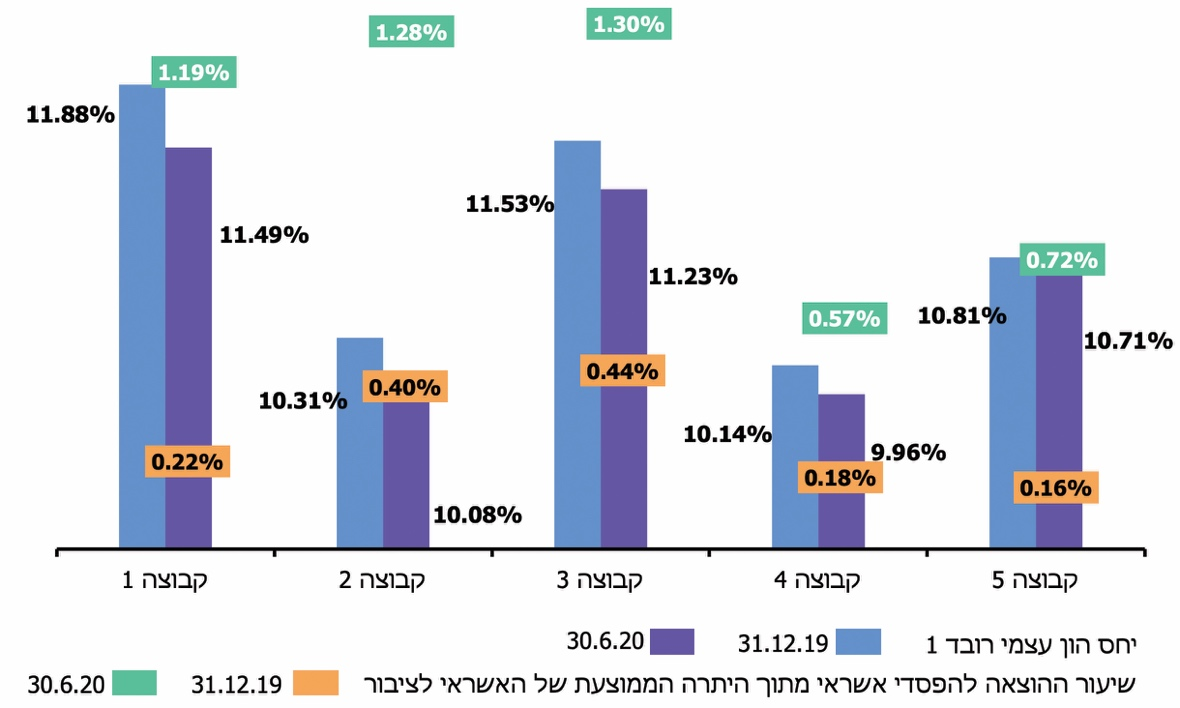 1.30%
1.28%
1.19%
11.88%
11.53%
11.49%
11.23%
0.72%
10.81%
0.57%
10.71%
0.44%
0.40%
10.31%
10.14%
9.96%
0.22%
0.18%
0.16%
10.08%
קבוצה 1
קבוצה 2
קבוצה 3
קבוצה 4
קבוצה 5
יחס הון עצמי רובד 1 31.12.19 30.6.20
שיעור ההוצאה להפסדי אשראי מתוך היתרה הממוצעת של האשראי לציבור 31.12.19 30.6.20